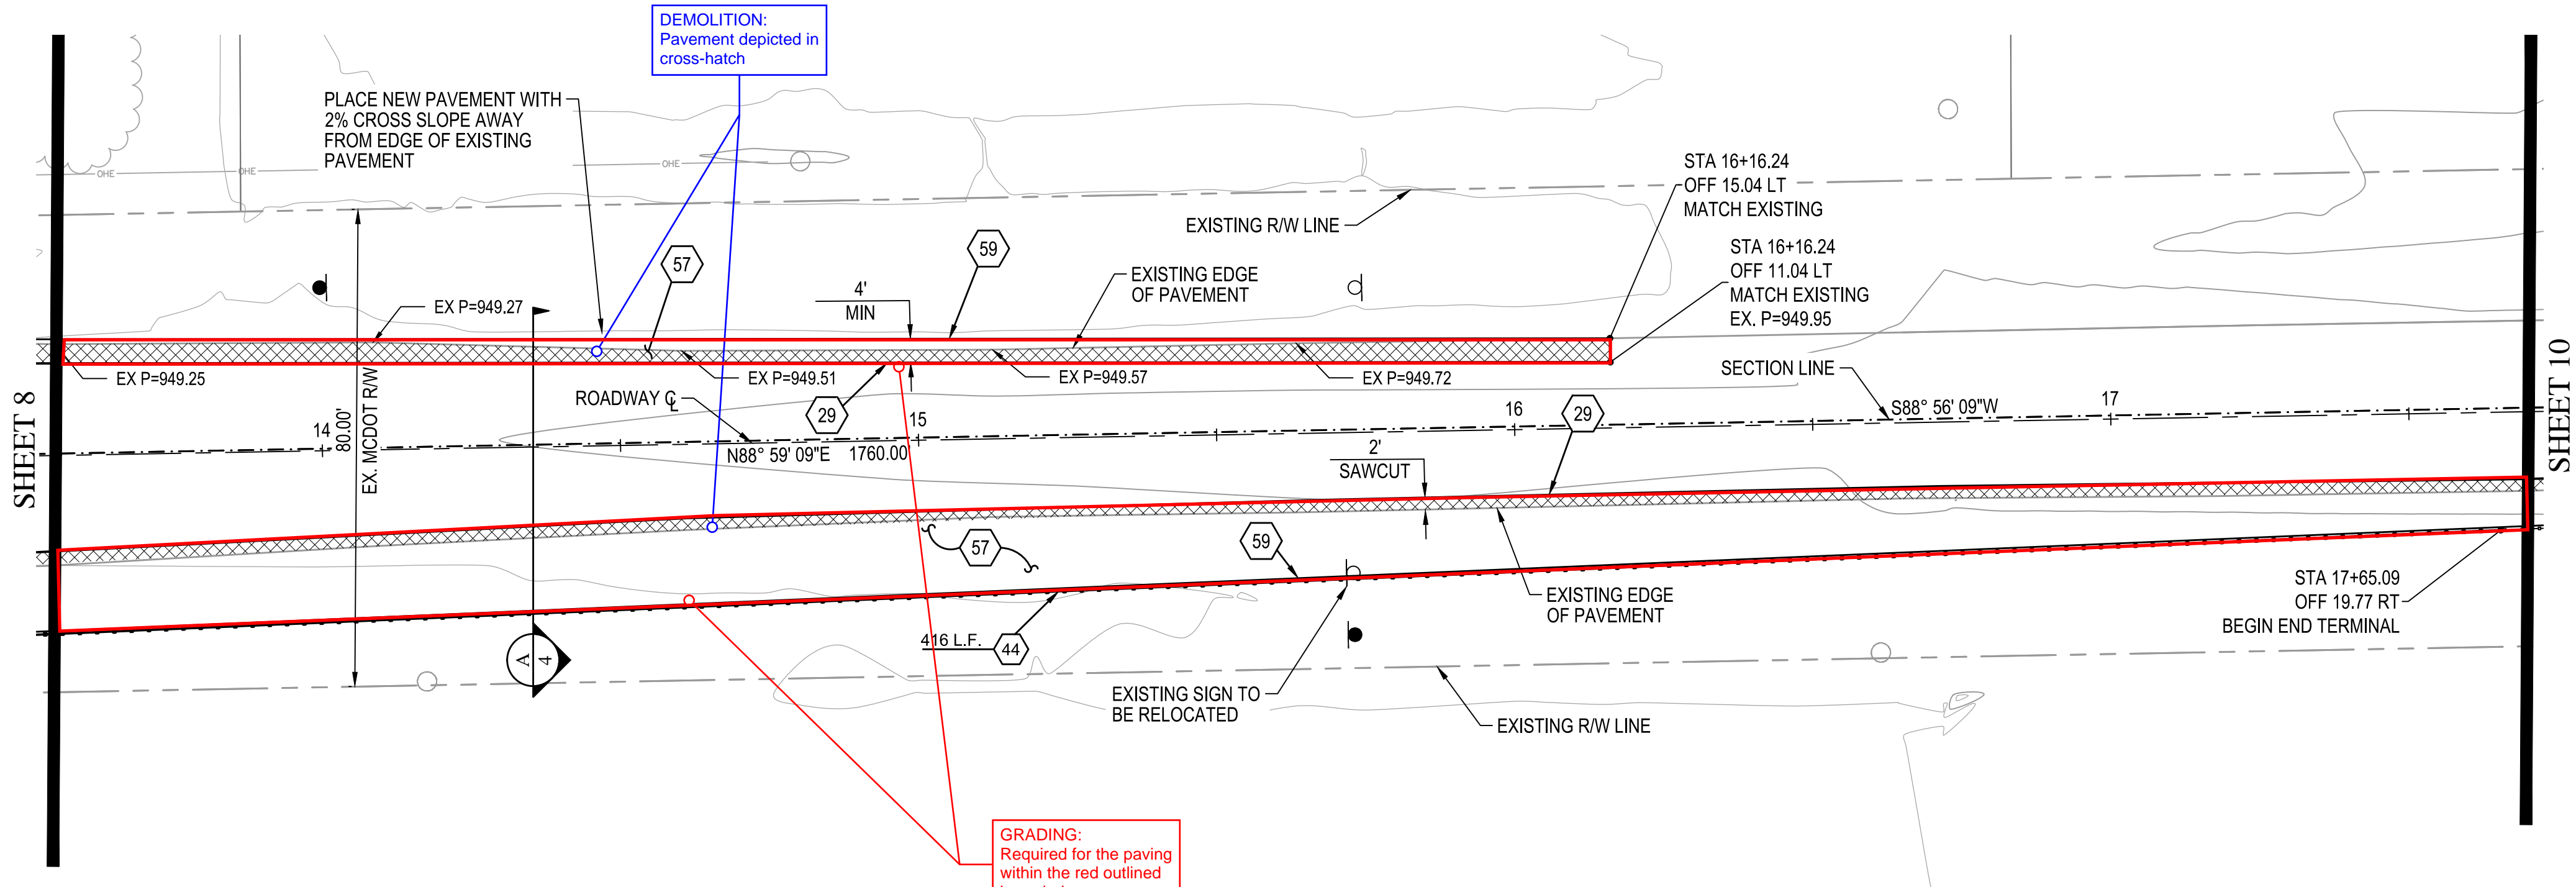 DEMOLITION:
Pavement depicted in
cross-hatch
PLACE NEW PAVEMENT WITH
2% CROSS SLOPE AWAY
FROM EDGE OF EXISTING
PAVEMENT
OHE
OHE
OHE
STA 16+16.24
OFF 15.04 LT
MATCH EXISTING
EXISTING R/W LINE
STA 16+16.24
OFF 11.04 LT
MATCH EXISTING
EX. P=949.95
57
59
EXISTING EDGE
OF PAVEMENT
4'
MIN
EX P=949.27
EX P=949.25
EX P=949.51
EX P=949.57
EX P=949.72
SECTION LINE
SHEET 8
SHEET 10
80.00'
EX. MCDOT R/W
ROADWAY CL
29
29
14
15
16
17
S88° 56' 09"W
N88° 59' 09"E 1760.00
2'
SAWCUT
57
59
EXISTING EDGE
OF PAVEMENT
STA 17+65.09
OFF 19.77 RT
BEGIN END TERMINAL
416 L.F.
44
A
4
EXISTING SIGN TO
BE RELOCATED
EXISTING R/W LINE
GRADING:
Required for the paving
within the red outlined